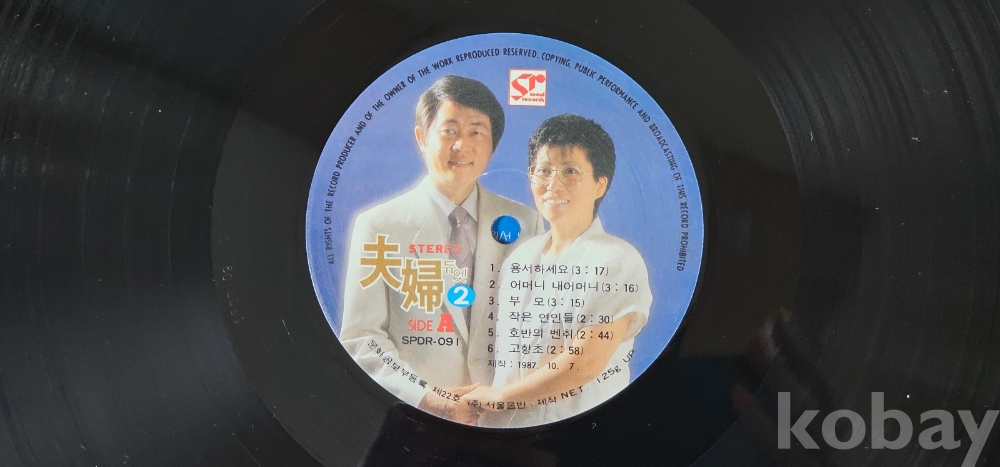 ALL RIGHTS OF THE RECORD PRODUCER AND OF THE OWNER OF THE WORK REPRODUCED RESERVED. COPYING, PUBLIC PERFORMANCE AND BROADCASTING OF THIS RECORD PROHIBITED
sr
seoul
records
夫婦
듀엣
2
STEREO
SIDE A
SPDR-091
1. 용서하세요(3:17)
2. 어머니 내어머니(3:16)
3. 부 모(3:15)
4. 작은 연인들(2:30)
5. 호반의 벤취(2:44)
6. 고향조(2:58)
제작:1987. 10. 7.
문화공보부등록 제22호 (주)서울음반·제작 NET 125g UP
kobay